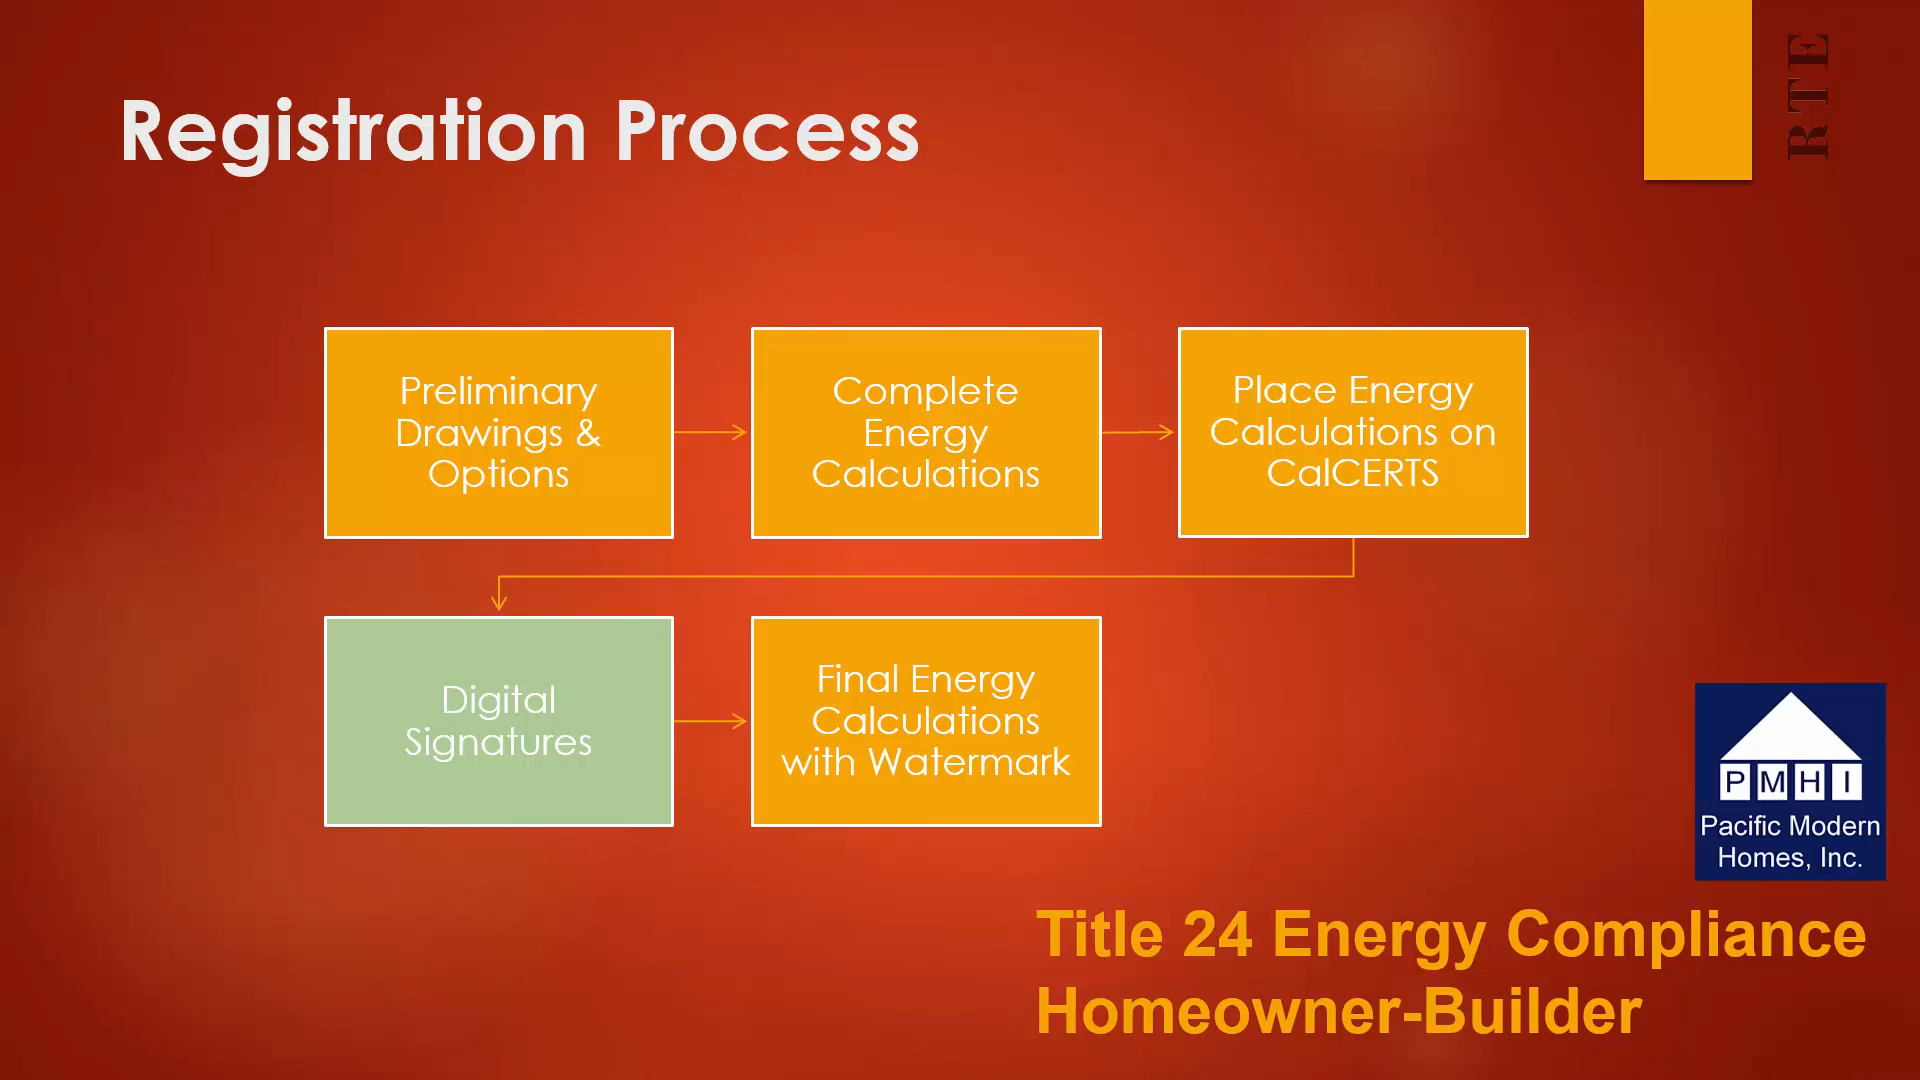 RTE
Registration Process
Preliminary
Drawings &
Options
Complete
Energy
Calculations
Place Energy
Calculations on
CalCERTS
Digital
Signatures
Final Energy
Calculations
with Watermark
PMHI
Pacific Modern
Homes, Inc.
Title 24 Energy Compliance
Homeowner-Builder